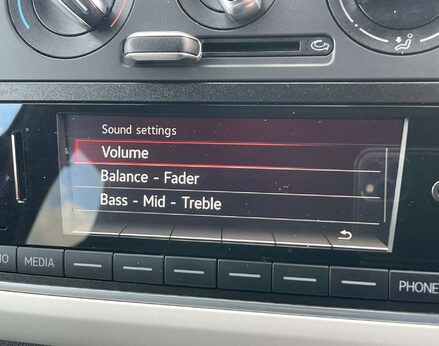 Sound settings
Volume
Balance - Fader
Bass - Mid - Treble
MEDIA
PHONE